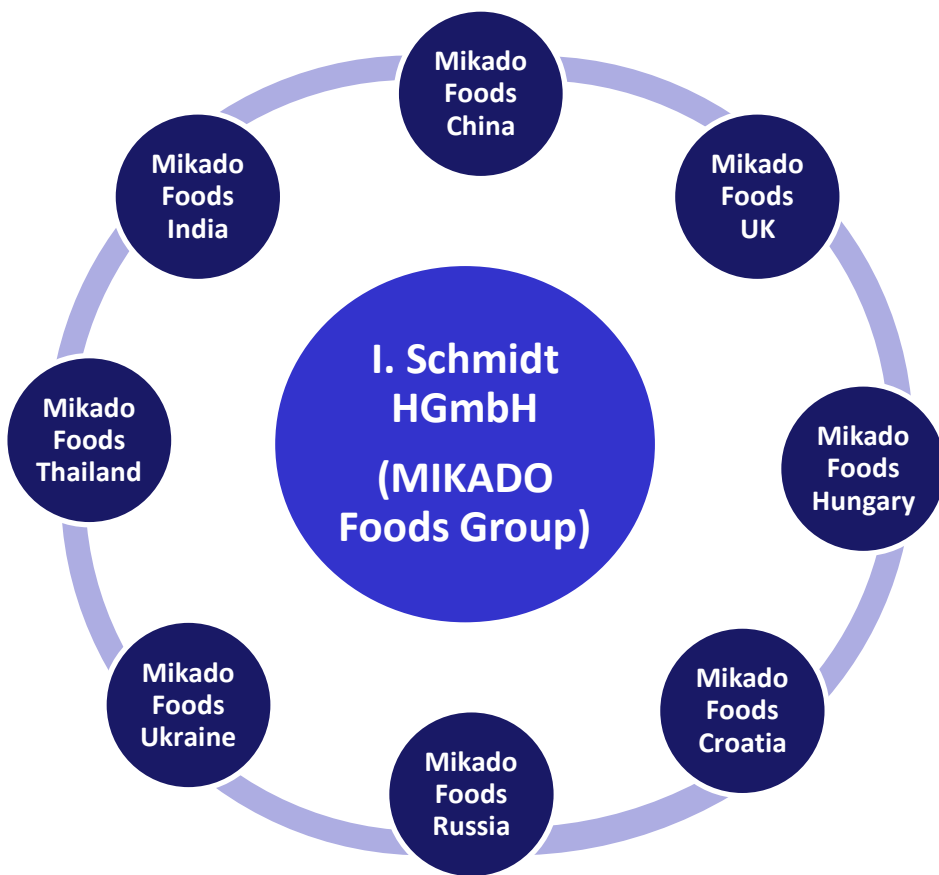 Mikado
Foods
China
Mikado
Foods
UK
Mikado
Foods
India
I. Schmidt
HGmbH
(MIKADO
Foods Group)
Mikado
Foods
Thailand
Mikado
Foods
Hungary
Mikado
Foods
Ukraine
Mikado
Foods
Croatia
Mikado
Foods
Russia